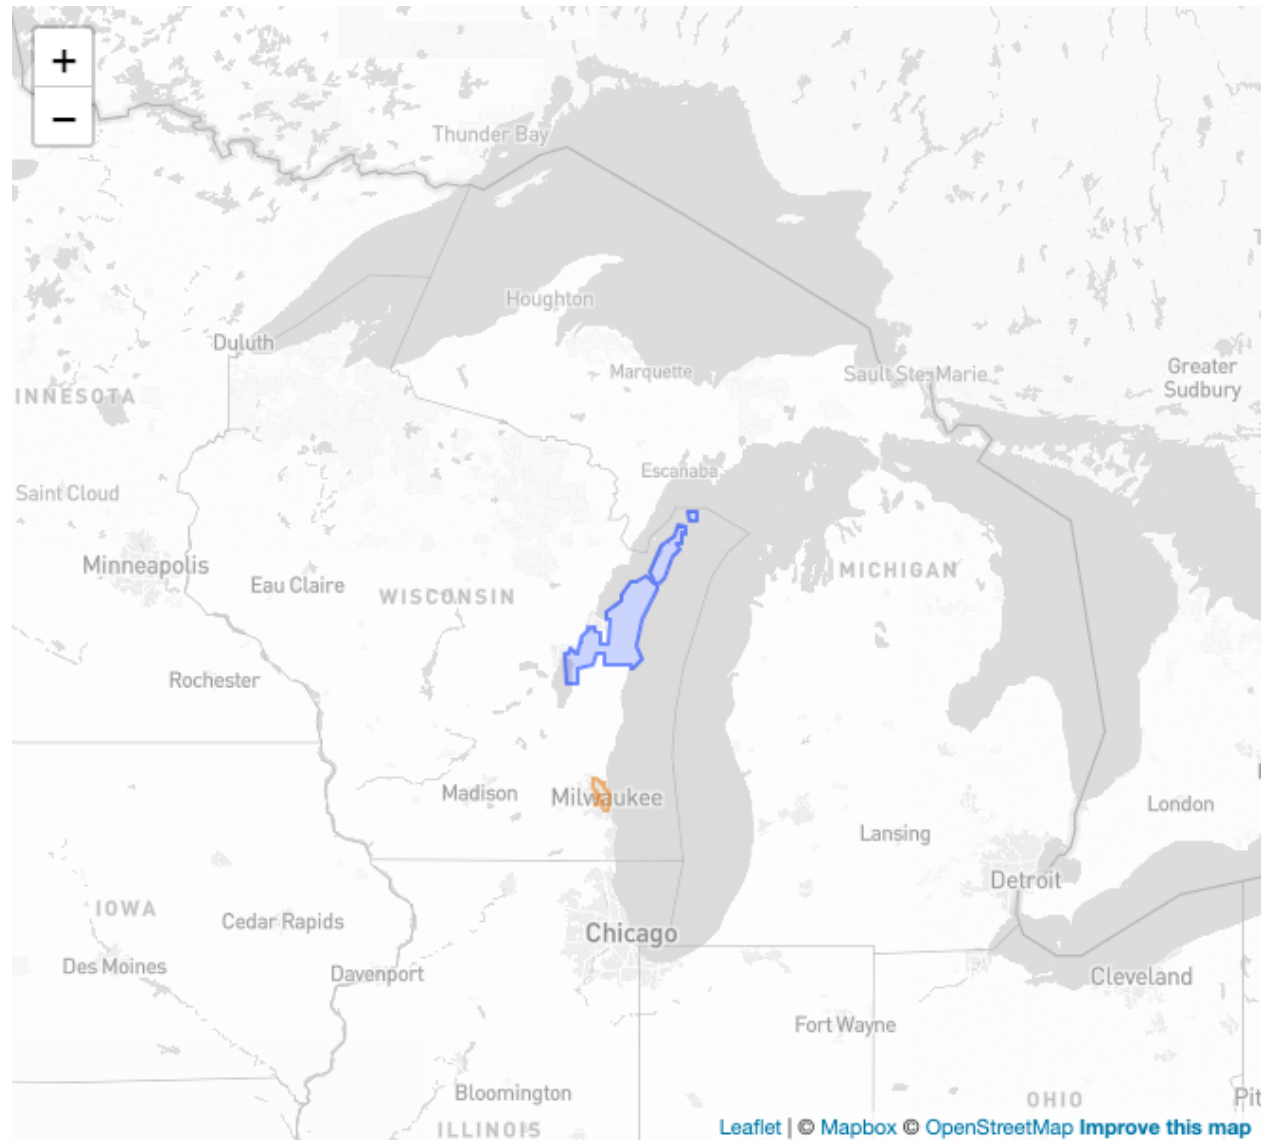 +
−
Thunder Bay
Houghton
Duluth
Marquette
Sault Ste-Marie
Greater
Sudbury
INNESOTA
Escanaba
Saint Cloud
Minneapolis
Eau Claire
WISCONSIN
MICHIGAN
Rochester
Madison
Milwaukee
London
Lansing
Detroit
IOWA
Cedar Rapids
Chicago
Des Moines
Davenport
Cleveland
Fort Wayne
Bloomington
OHIO
Pit
ILLINOIS
Leaflet | © Mapbox © OpenStreetMap Improve this map